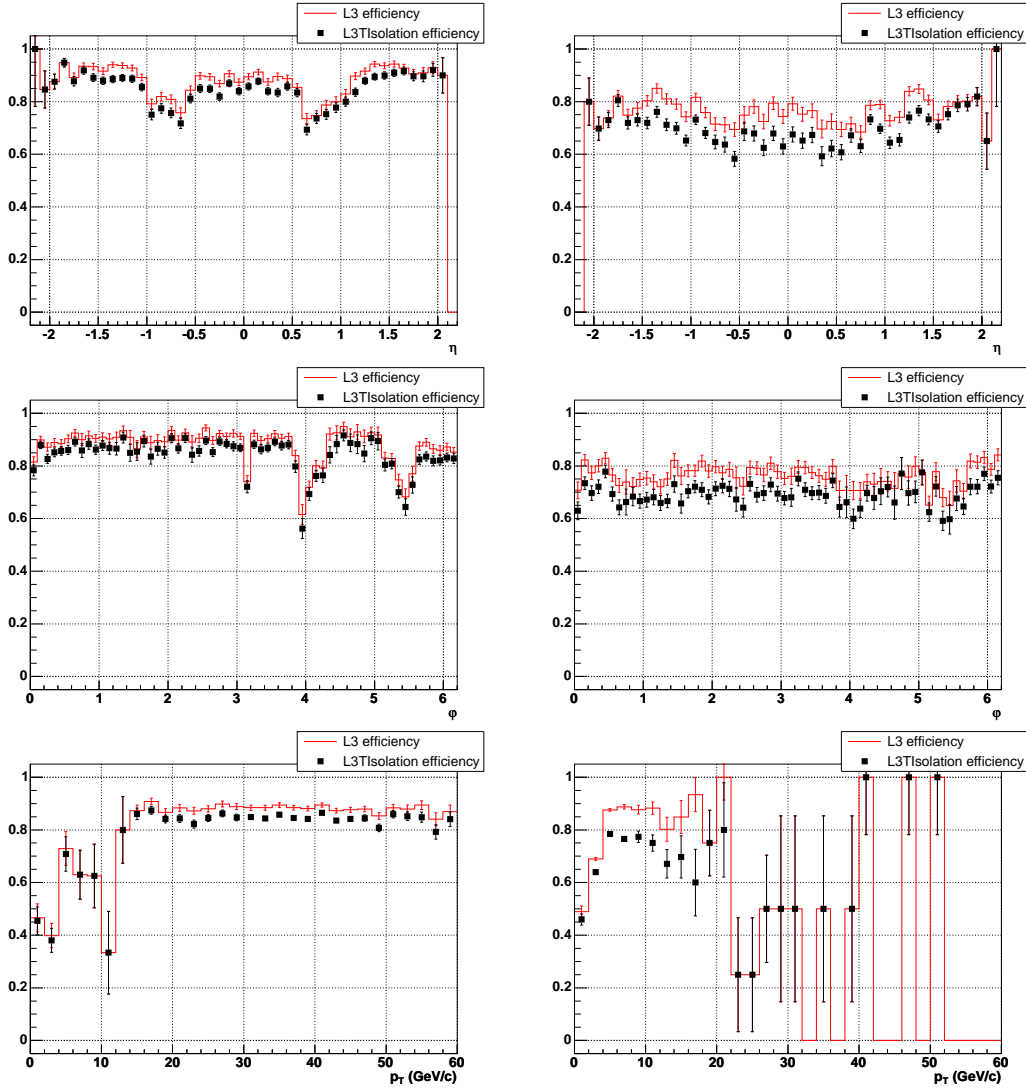 L3 efficiency
L3TIsolation efficiency
1
0.8
0.6
0.4
0.2
0
-2 -1.5 -1 -0.5 0 0.5 1 1.5 2
η
L3 efficiency
L3TIsolation efficiency
1
0.8
0.6
0.4
0.2
0
-2 -1.5 -1 -0.5 0 0.5 1 1.5 2
η
L3 efficiency
L3TIsolation efficiency
1
0.8
0.6
0.4
0.2
0
0 1 2 3 4 5 6
φ
L3 efficiency
L3TIsolation efficiency
1
0.8
0.6
0.4
0.2
0
0 1 2 3 4 5 6
φ
L3 efficiency
L3TIsolation efficiency
1
0.8
0.6
0.4
0.2
0
0 10 20 30 40 50 60
pT (GeV/c)
L3 efficiency
L3TIsolation efficiency
1
0.8
0.6
0.4
0.2
0
0 10 20 30 40 50 60
pT (GeV/c)